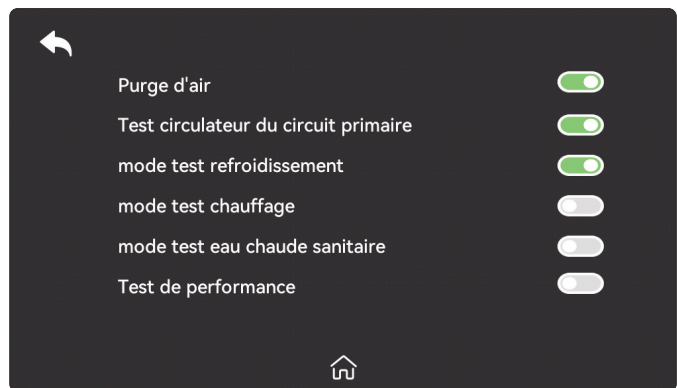 Purge d'air
Test circulateur du circuit primaire
mode test refroidissement
mode test chauffage
mode test eau chaude sanitaire
Test de performance